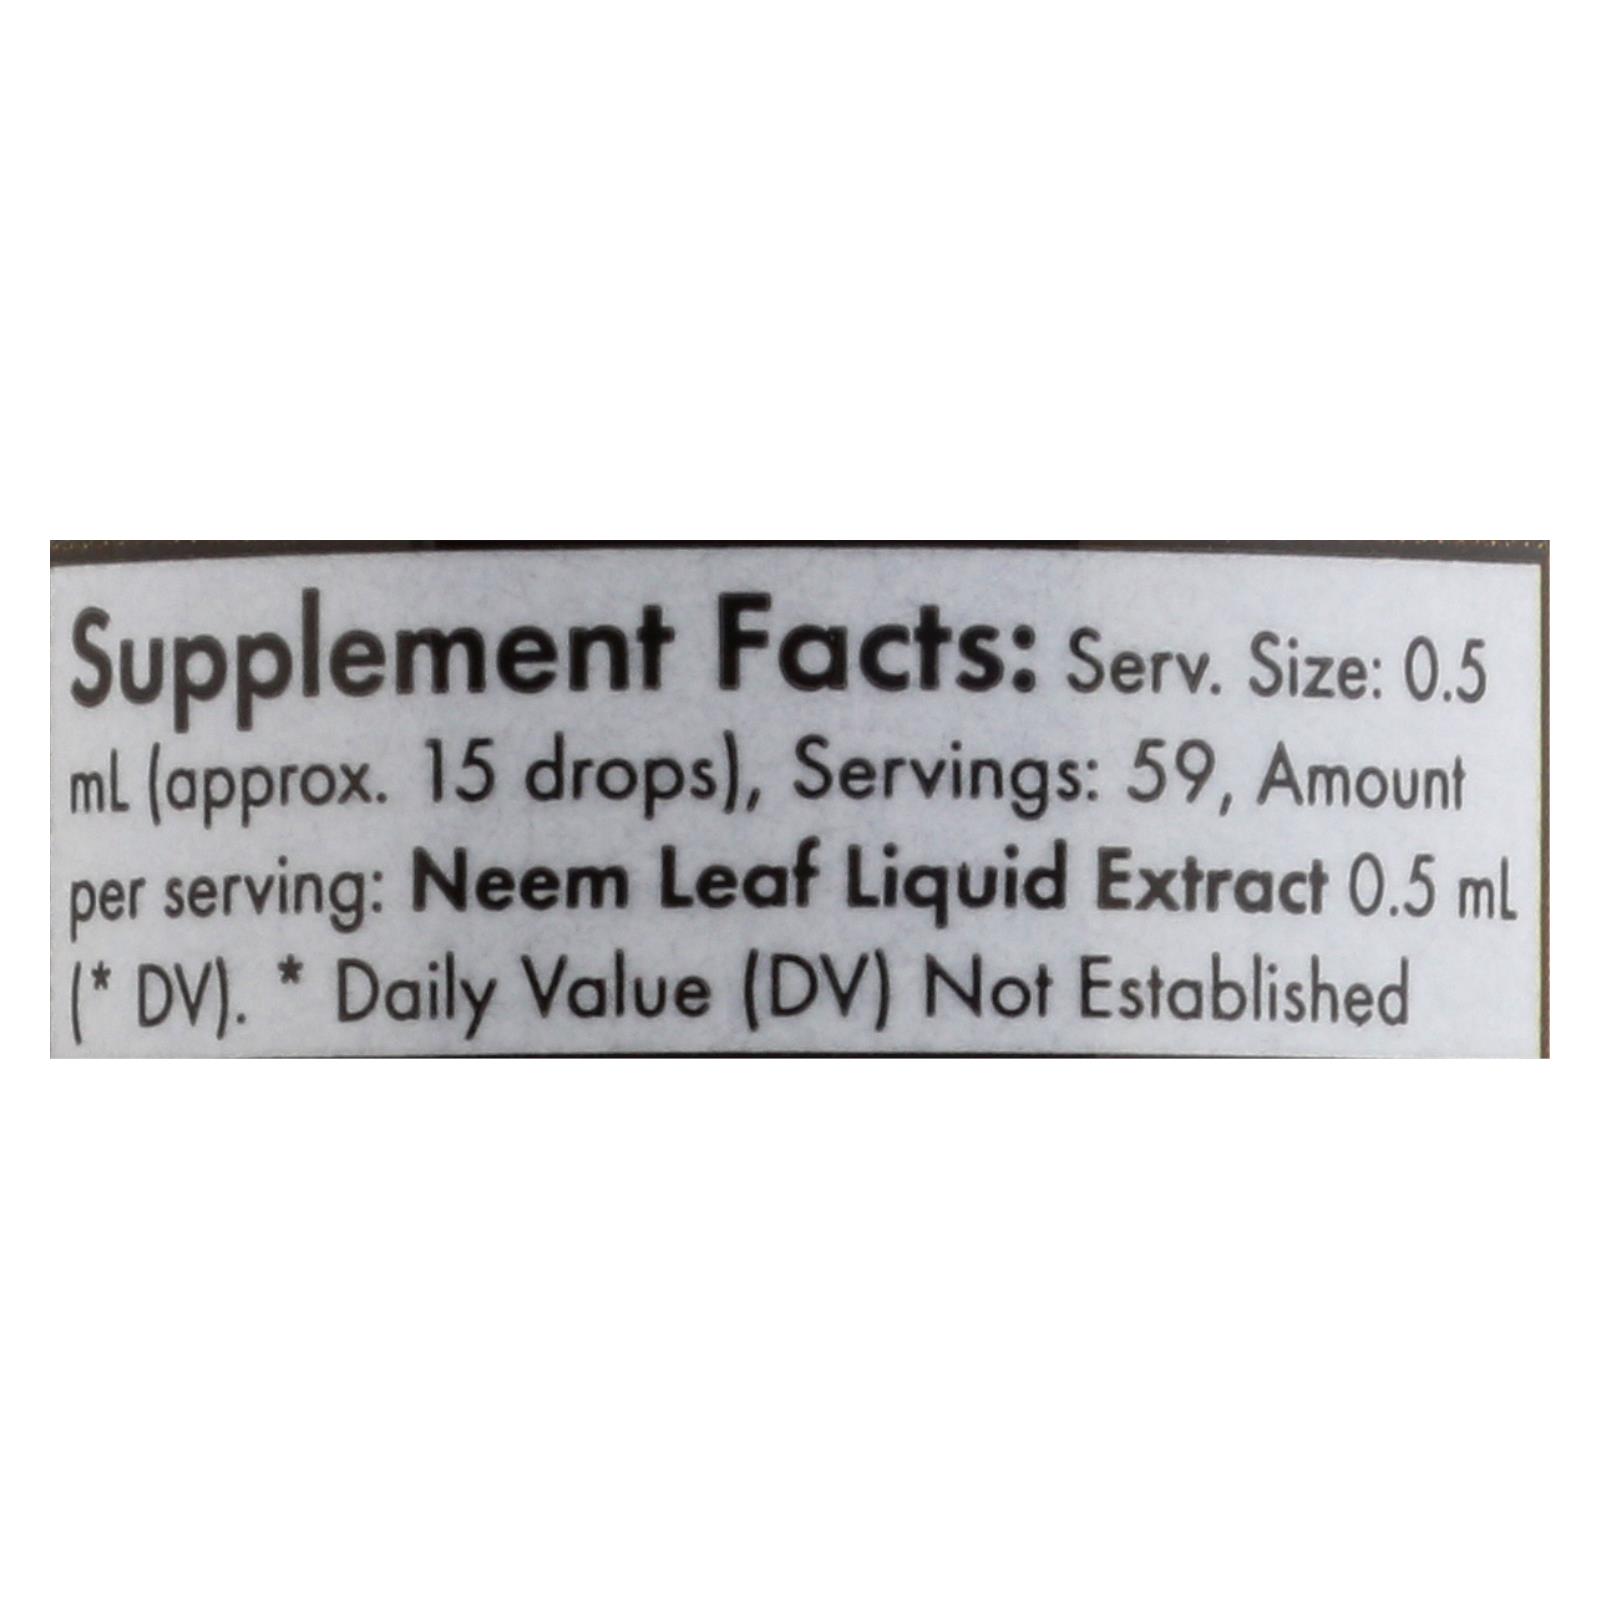 Supplement Facts: Serv. Size: 0.5
mL (approx. 15 drops), Servings: 59, Amount
per serving: Neem Leaf Liquid Extract 0.5 mL
(* DV). * Daily Value (DV) Not Established